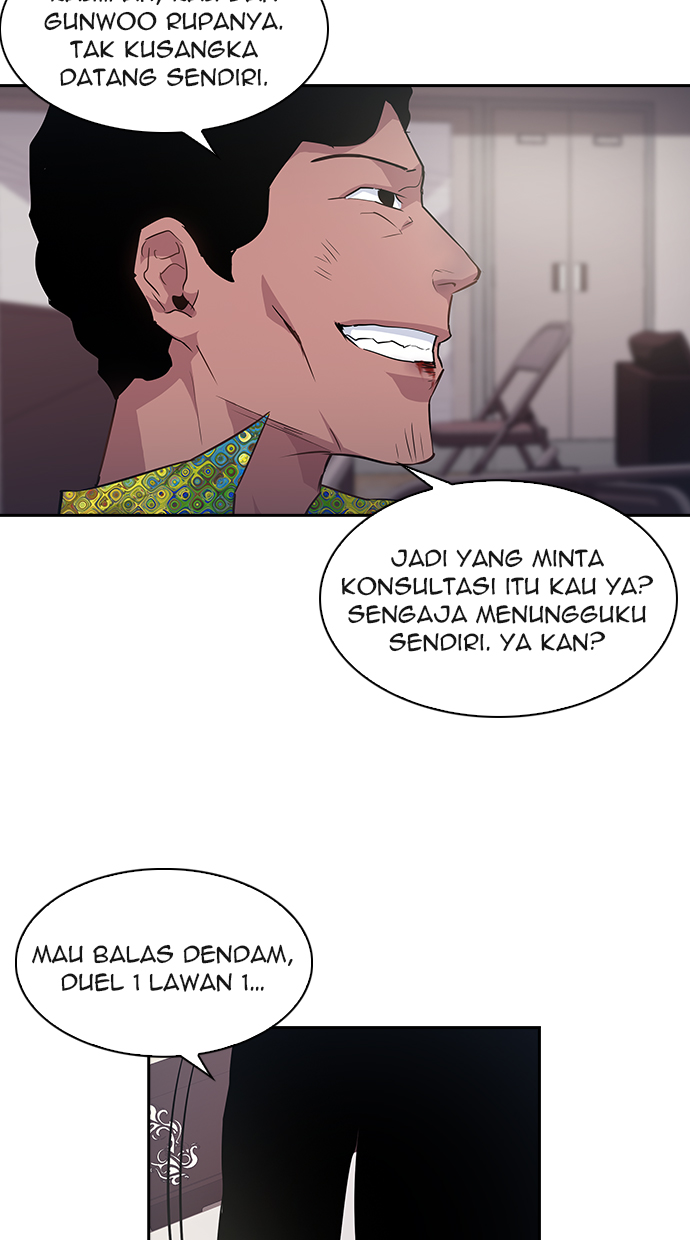 GUNWOO RUPANYA.
TAK KUSANGKA
DATANG SENDIRI.
JADI YANG MINTA
KONSULTASI ITU KAU YA?
SENGAJA MENUNGGUKU
SENDIRI. YA KAN?
MAU BALAS DENDAM,
DUEL 1 LAWAN 1...